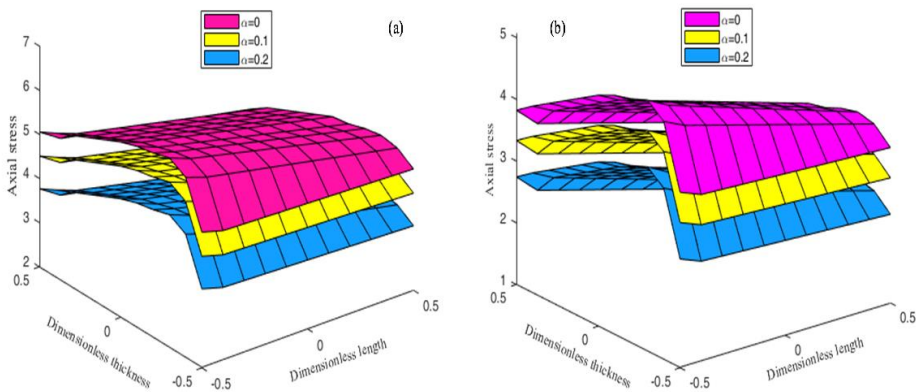 α=0
α=0.1
α=0.2
(a)
7
6
5
4
3
2
Axial stress
0.5
0
-0.5
Dimensionless thickness
-0.5
0
0.5
Dimensionless length
α=0
α=0.1
α=0.2
(b)
5
4
3
2
1
Axial stress
0.5
0
-0.5
Dimensionless thickness
-0.5
0
0.5
Dimensionless length